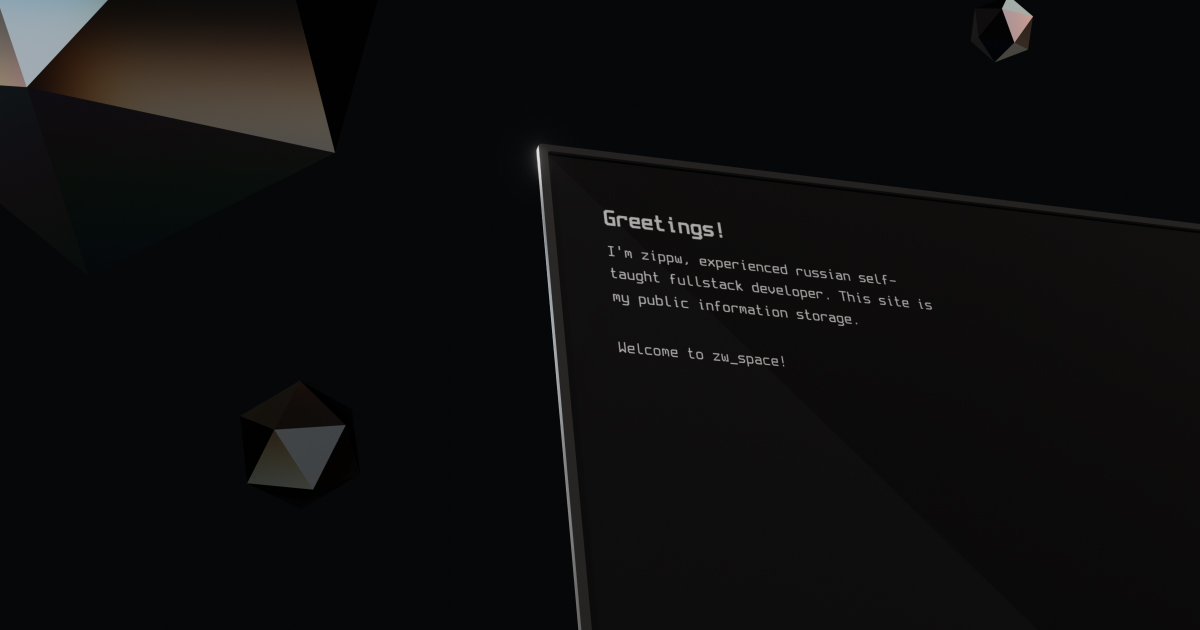 Greetings!
I'm zippw, experienced russian self-
taught fullstack developer. This site is
my public information storage.
Welcome to zw_space!